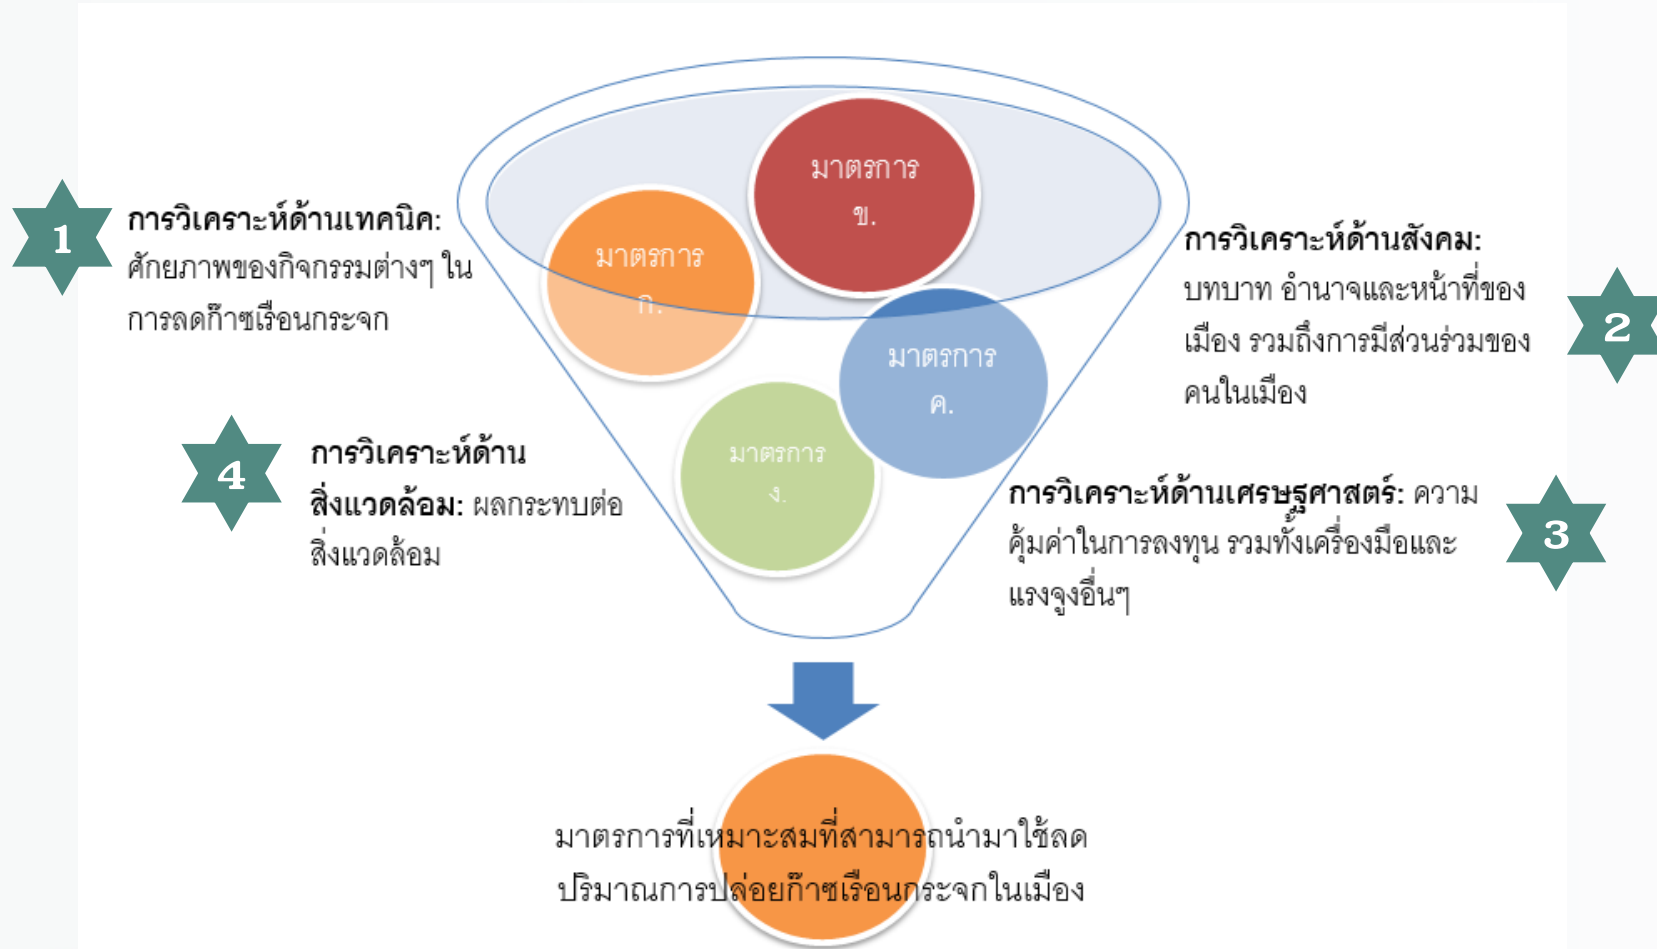 มาตรการ
ข.
มาตรการ
ก.
มาตรการ
ค.
มาตรการ
ง.
1
การวิเคราะห์ด้านเทคนิค:
ศักยภาพของกิจกรรมต่างๆ ใน
การลดก๊าซเรือนกระจก
การวิเคราะห์ด้านสังคม:
บทบาท อำนาจและหน้าที่ของ
เมือง รวมถึงการมีส่วนร่วมของ
คนในเมือง
2
4
การวิเคราะห์ด้าน
สิ่งแวดล้อม: ผลกระทบต่อ
สิ่งแวดล้อม
การวิเคราะห์ด้านเศรษฐศาสตร์: ความ
คุ้มค่าในการลงทุน รวมทั้งเครื่องมือและ
แรงจูงอื่นๆ
3
มาตรการที่เหมาะสมที่สามารถนำมาใช้ลด
ปริมาณการปล่อยก๊าซเรือนกระจกในเมือง